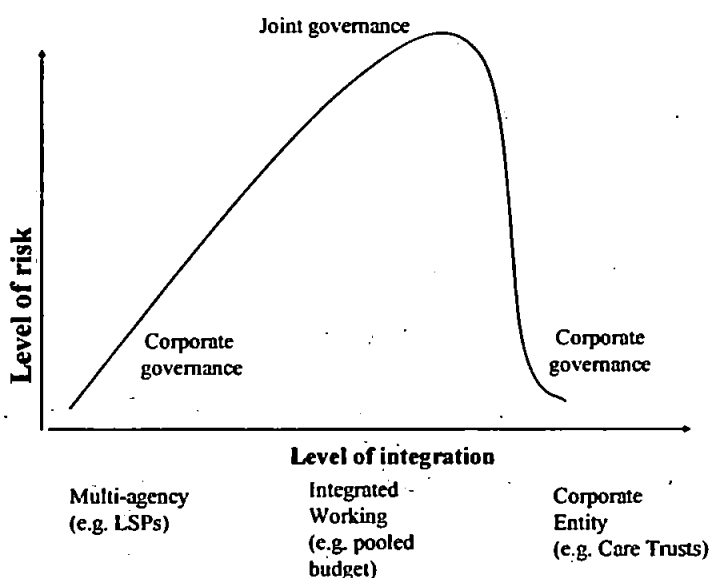 Joint governance
Level of risk
Corporate
governance
Corporate
governance
Level of integration
Multi-agency
(e.g. LSPs)
Integrated
Working
(e.g. pooled
budget)
Corporate
Entity
(e.g. Care Trusts)